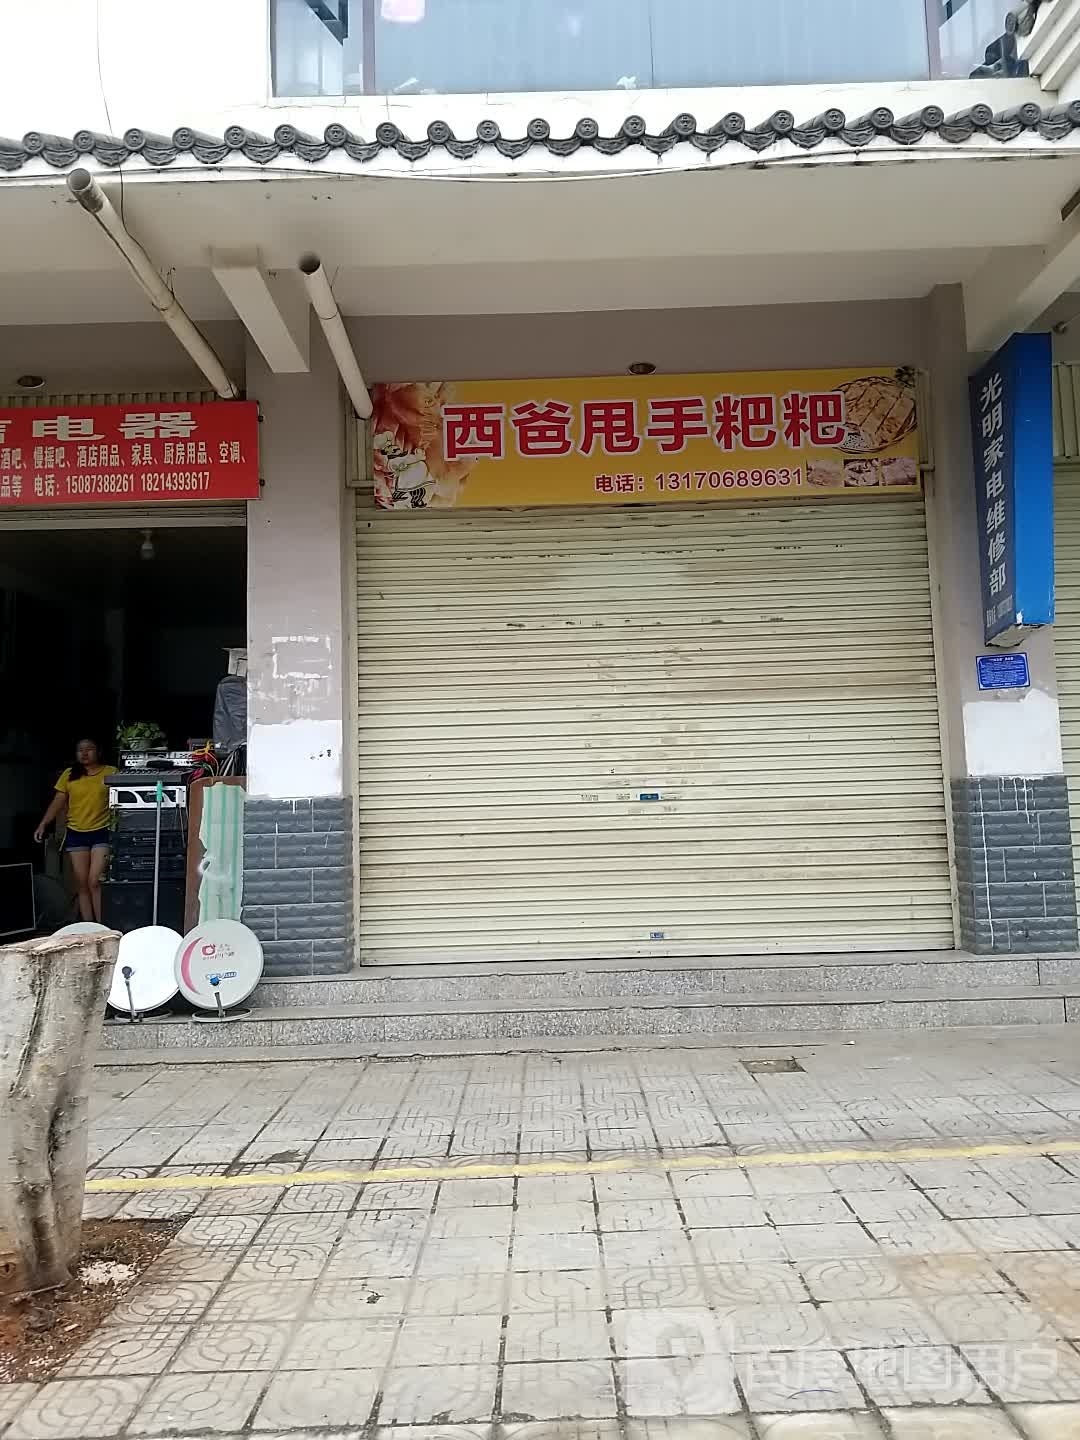 电器
酒吧、慢摇吧、酒店用品、家具、厨房用品、空调、
品等 电话：15087388261 18214393617
西爸甩手粑粑
电话：13170689631
光明家电维修部
百度地图用户